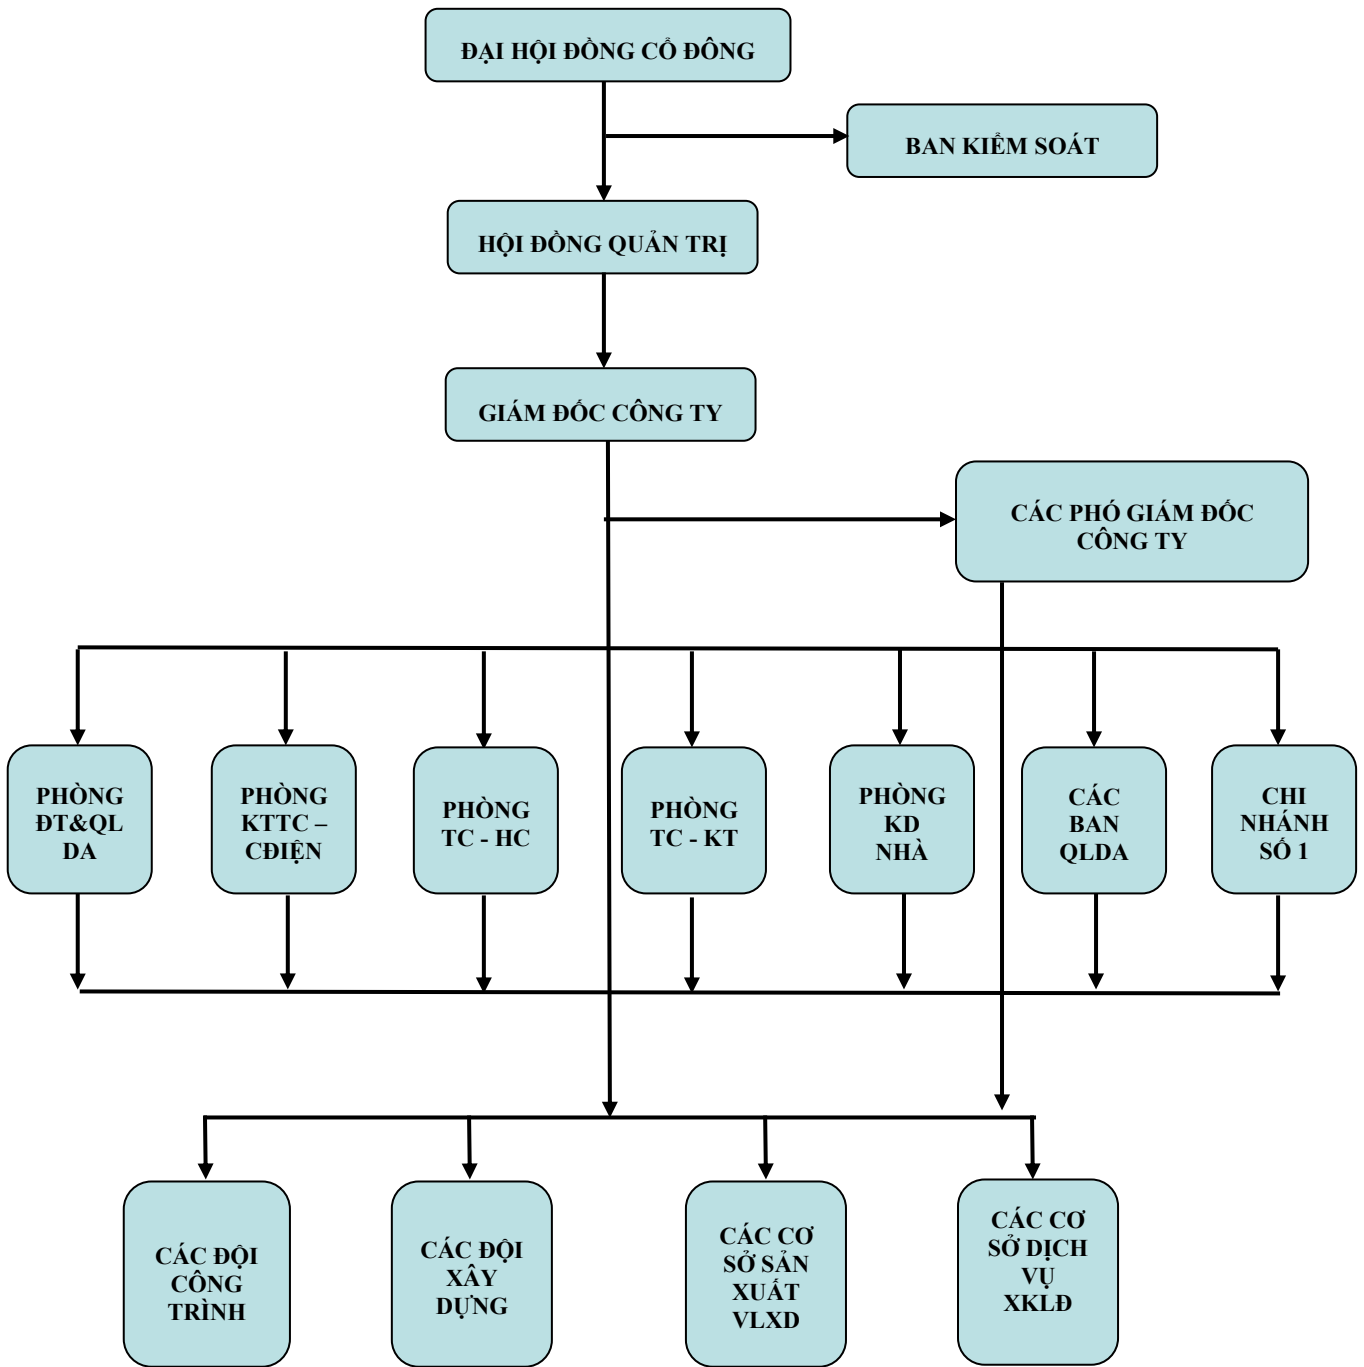 ĐẠI HỘI ĐỒNG CỔ ĐÔNG
BAN KIỂM SOÁT
HỘI ĐỒNG QUẢN TRỊ
GIÁM ĐỐC CÔNG TY
CÁC PHÓ GIÁM ĐỐC
CÔNG TY
PHÒNG
ĐT&QL
DA
PHÒNG
KTTC –
CĐIỆN
PHÒNG
TC - HC
PHÒNG
TC - KT
PHÒNG
KD
NHÀ
CÁC
BAN
QLDA
CHI
NHÁNH
SỐ 1
CÁC ĐỘI
CÔNG
TRÌNH
CÁC ĐỘI
XÂY
DỰNG
CÁC CƠ
SỞ SẢN
XUẤT
VLXD
CÁC CƠ
SỞ DỊCH
VỤ
XKLĐ